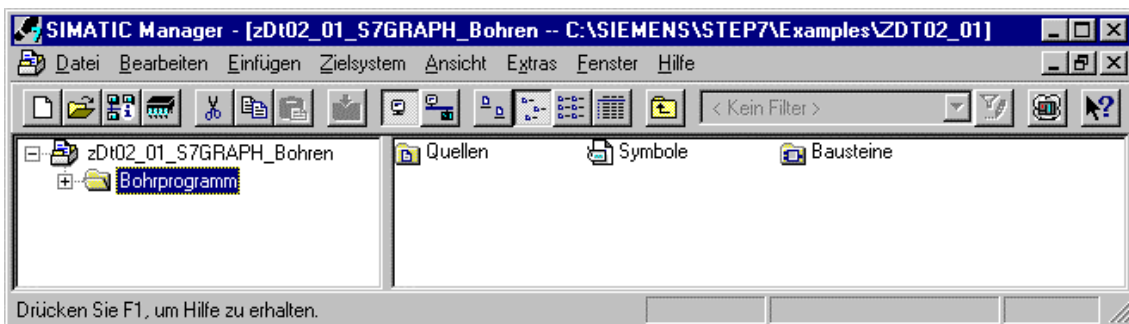 SIMATIC Manager - [zDt02_01_S7GRAPH_Bohren -- C:\SIEMENS\STEP7\Examples\ZDT02_01]
Datei Bearbeiten Einfügen Zielsystem Ansicht Extras Fenster Hilfe
< Kein Filter >
zDt02_01_S7GRAPH_Bohren
Bohrprogramm
Quellen Symbole Bausteine
Drücken Sie F1, um Hilfe zu erhalten.